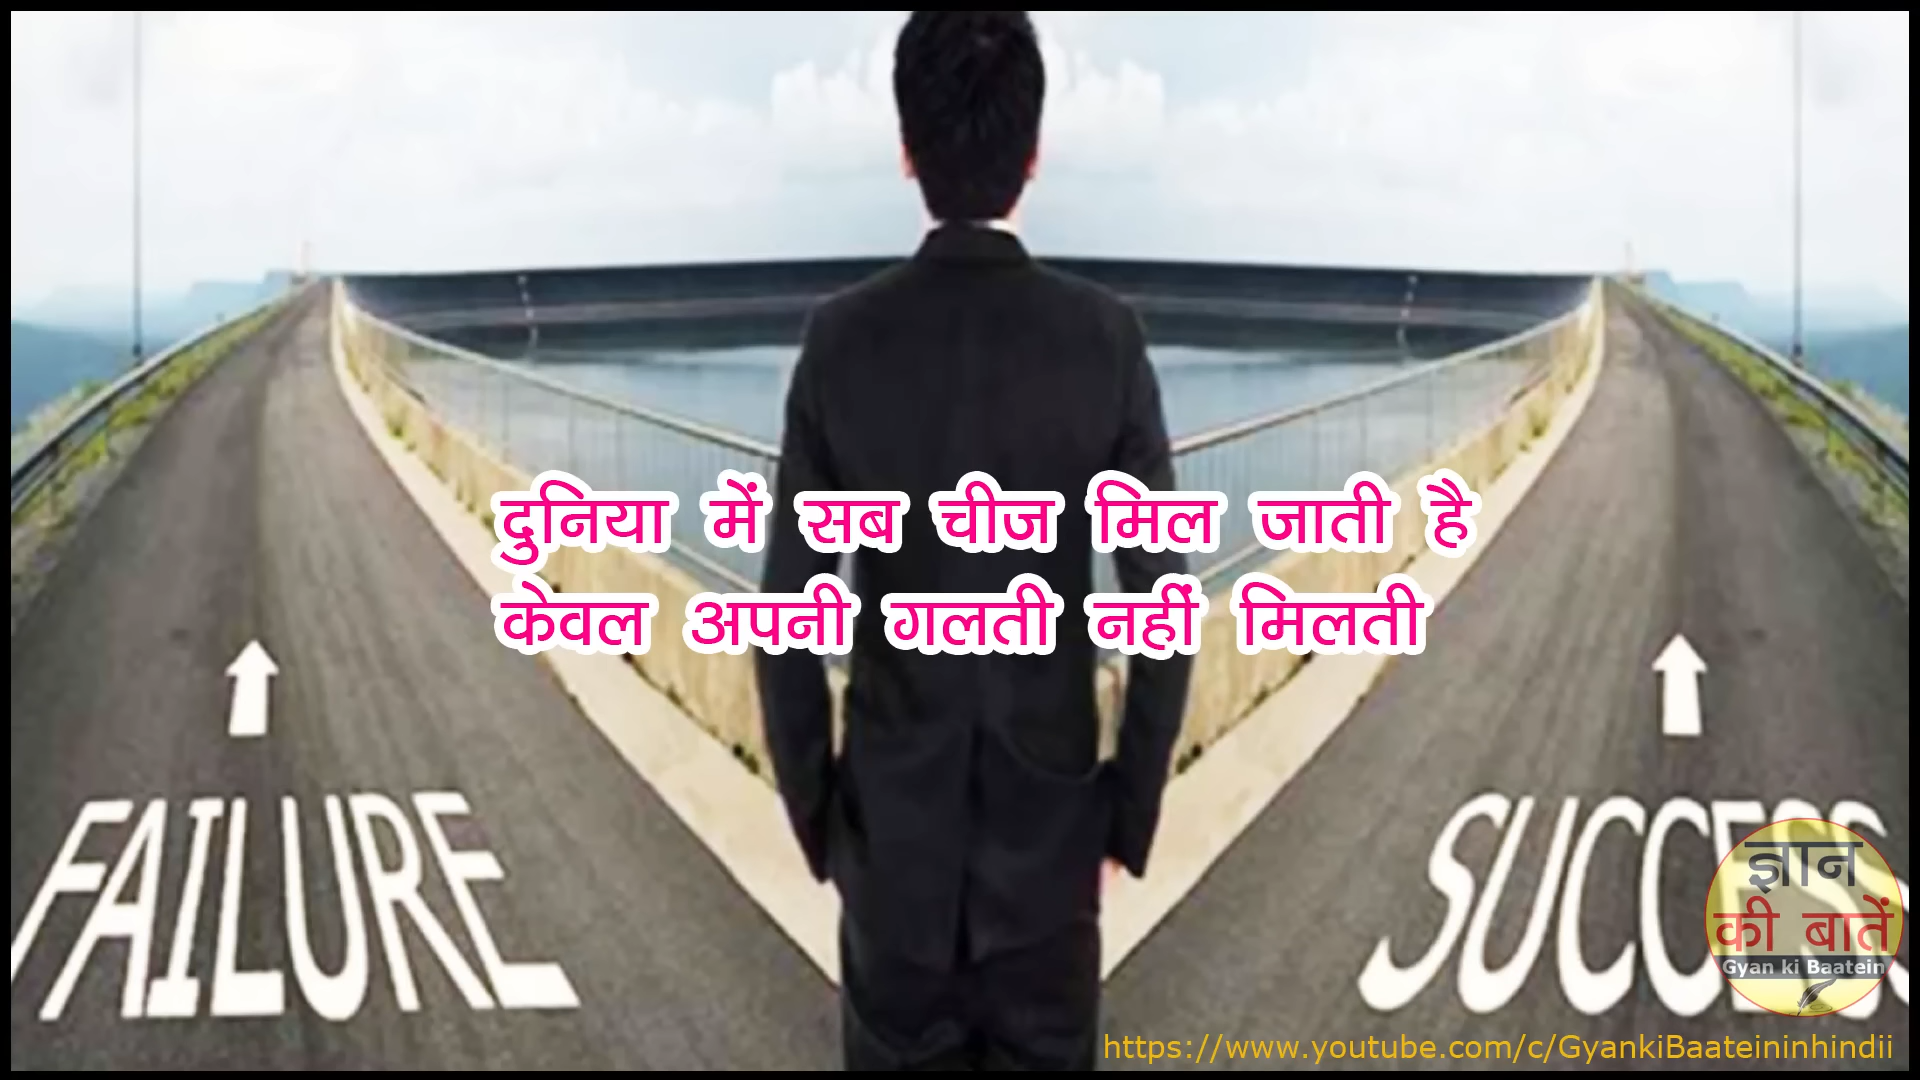 दुनिया में सब चीज मिल जाती है
केवल अपनी गलती नहीं मिलती
FAILURE
SUCCESS
ज्ञान
की बातें
Gyan ki Baatein
https://www.youtube.com/c/GyankiBaateininhindii